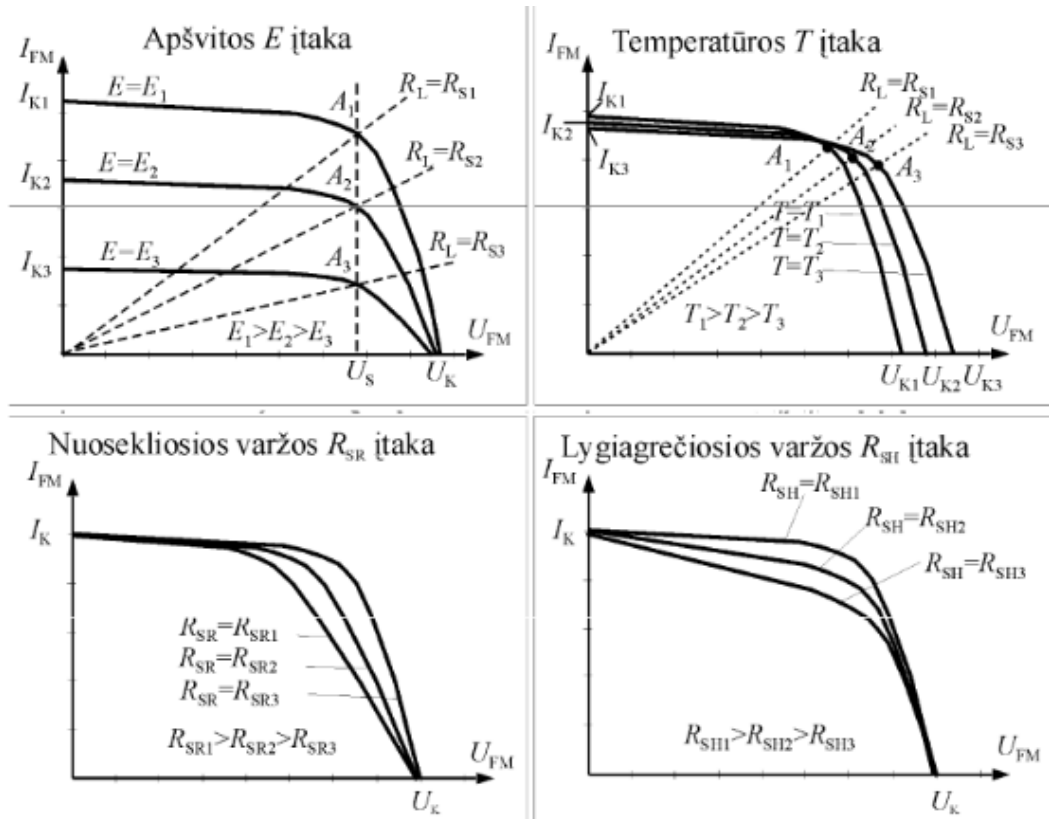 Apšvitos E įtaka
I_FM
I_K1
E=E_1
A_1
R_L=R_S1
I_K2
E=E_2
A_2
R_L=R_S2
I_K3
E=E_3
A_3
R_L=R_S3
E_1>E_2>E_3
U_FM
U_S
U_K
Temperatūros T įtaka
I_FM
I_K1
I_K2
I_K3
R_L=R_S1
R_L=R_S2
R_L=R_S3
A_1
A_2
A_3
T=T_1
T=T_2
T=T_3
T_1>T_2>T_3
U_FM
U_K1 U_K2 U_K3
Nuosekliosios varžos R_SR įtaka
I_FM
I_K
R_SR=R_SR1
R_SR=R_SR2
R_SR=R_SR3
R_SR1>R_SR2>R_SR3
U_FM
U_K
Lygiagrečiosios varžos R_SH įtaka
I_FM
I_K
R_SH=R_SH1
R_SH=R_SH2
R_SH=R_SH3
R_SH1>R_SH2>R_SH3
U_FM
U_K